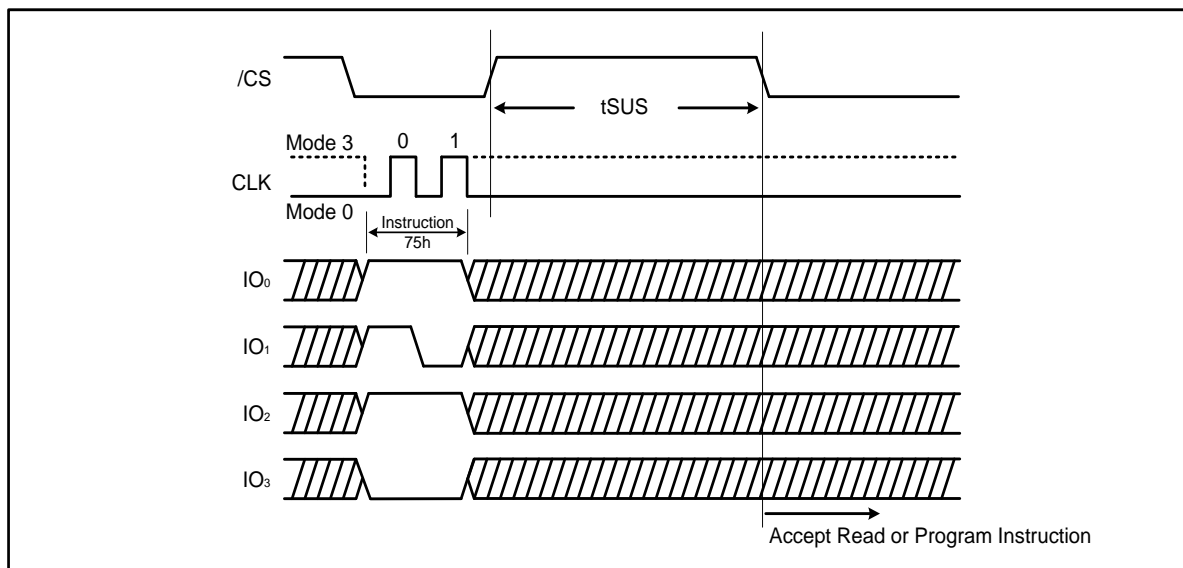 /CS
tSUS
Mode 3 0 1
CLK
Mode 0
Instruction
75h
IO0
IO1
IO2
IO3
Accept Read or Program Instruction